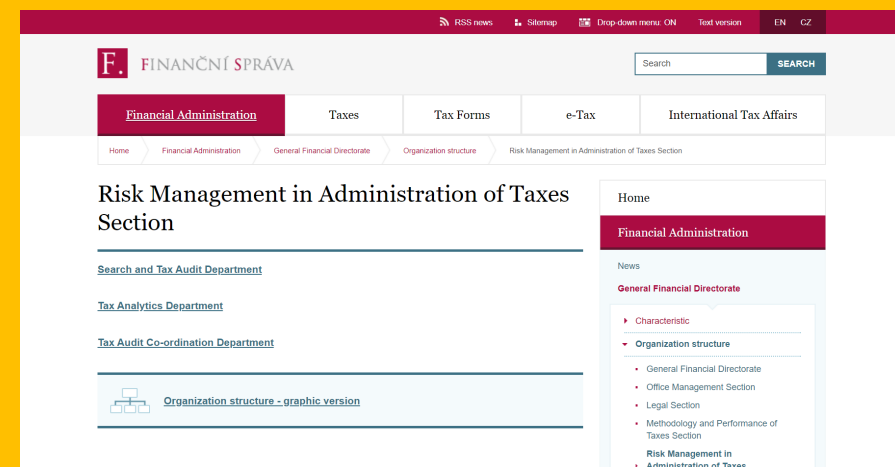 RSS news Sitemap Drop-down menu: ON Text version EN CZ
F. FINANČNÍ SPRÁVA
Search SEARCH
Financial Administration Taxes Tax Forms e-Tax International Tax Affairs
Home Financial Administration General Financial Directorate Organization structure Risk Management in Administration of Taxes Section
Risk Management in Administration of Taxes
Section
Search and Tax Audit Department
Tax Analytics Department
Tax Audit Co-ordination Department
Organization structure - graphic version
Home
Financial Administration
News
General Financial Directorate
Characteristic
Organization structure
General Financial Directorate
Office Management Section
Legal Section
Methodology and Performance of
Taxes Section
Risk Management in
Administration of Taxes